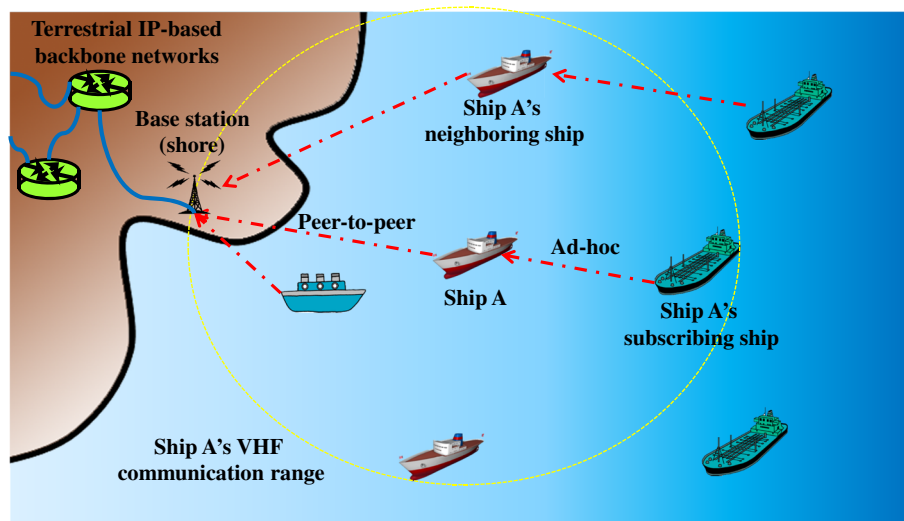 Terrestrial IP-based
backbone networks
Base station
(shore)
Ship A's
neighboring ship
Peer-to-peer
Ad-hoc
Ship A
Ship A's
subscribing ship
Ship A's VHF
communication range